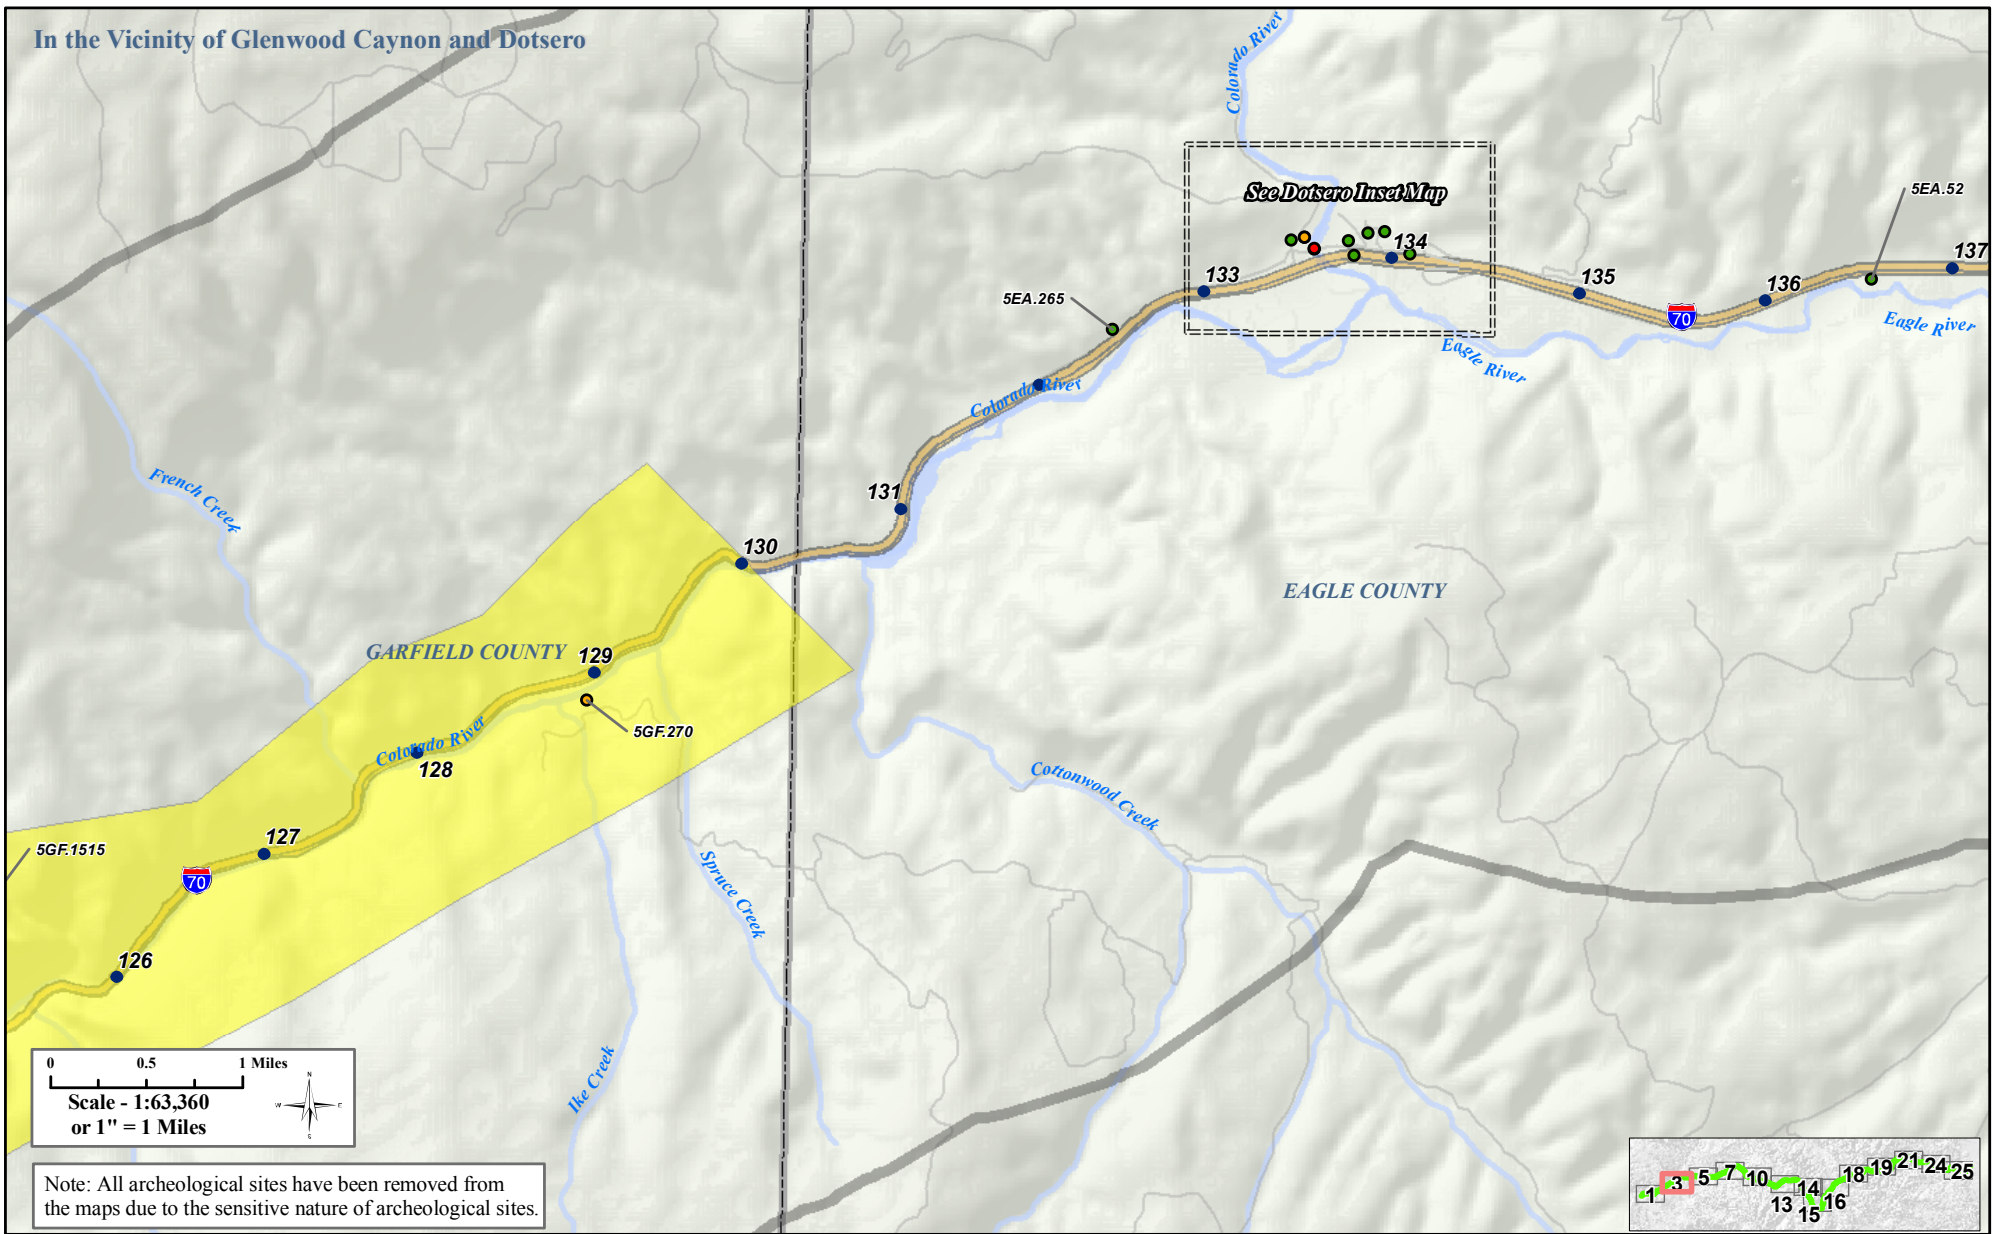 In the Vicinity of Glenwood Caynon and Dotsero
Colorado River
See Dotsero Inset Map
5EA.52
134
137
133
135
136
70
5EA.265
Eagle River
Eagle River
Colorado River
French Creek
131
130
EAGLE COUNTY
GARFIELD COUNTY
129
5GF.270
Colorado River
128
Cottonwood Creek
127
5GF.1515
70
Spruce Creek
126
Ike Creek
0 0.5 1 Miles
Scale - 1:63,360
or 1" = 1 Miles
N
W E
S
Note: All archeological sites have been removed from
the maps due to the sensitive nature of archeological sites.
1 3 5 7 10 13 14 15 16 18 19 21 24 25